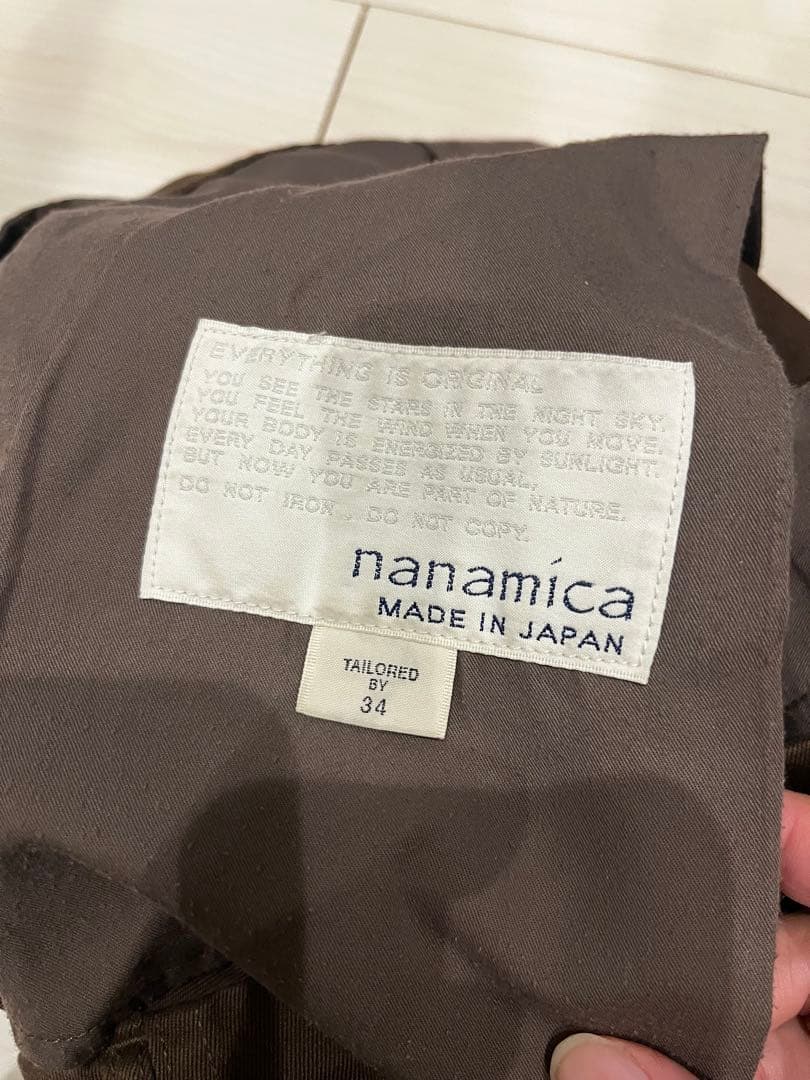 EVERYTHING IS ORGINAL
YOU SEE THE STARS IN THE NIGHT SKY.
YOU FEEL THE WIND WHEN YOU MOVE.
YOUR BODY IS ENERGIZED BY SUNLIGHT.
EVERY DAY PASSES AS USUAL,
BUT NOW YOU ARE PART OF NATURE.
DO NOT IRON, DO NOT COPY.
nanamíca
MADE IN JAPAN
TAILORED
BY
34